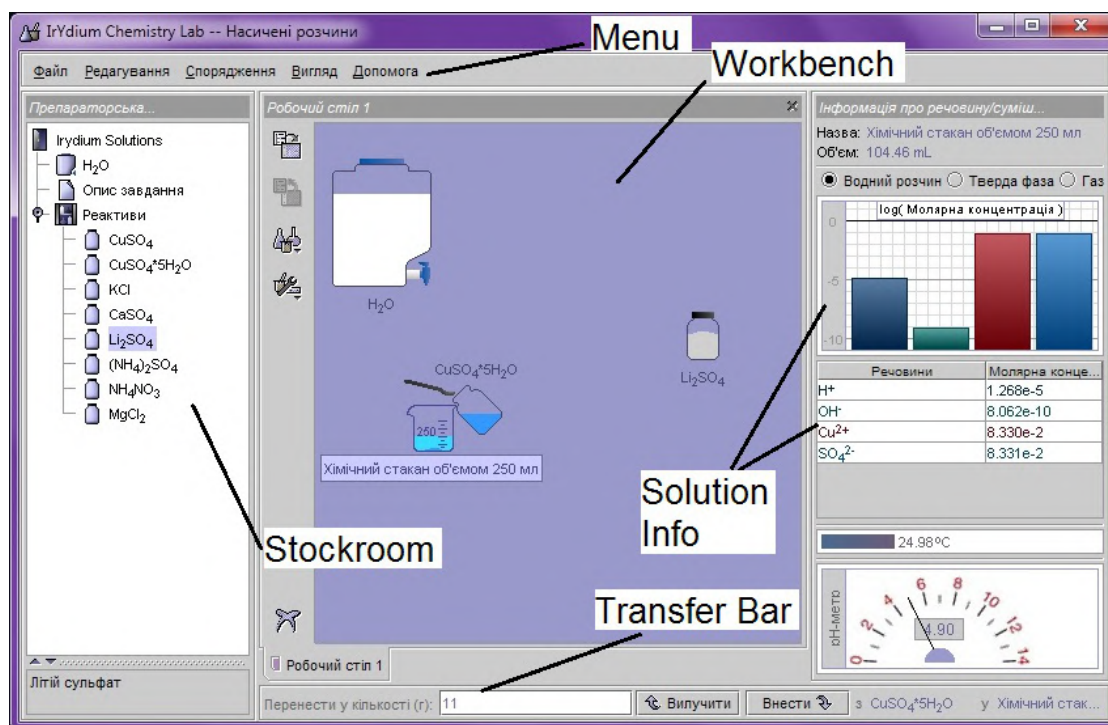 IrYdium Chemistry Lab -- Насичені розчини
Menu
Файл Редагування Спорядження Вигляд Допомога
Workbench
Препараторська...
Irydium Solutions
H₂O
Опис завдання
Реактиви
CuSO₄
CuSO₄*5H₂O
KCl
CaSO₄
Li₂SO₄
(NH₄)₂SO₄
NH₄NO₃
MgCl₂
Stockroom
Літій сульфат
Робочий стіл 1
H₂O
Li₂SO₄
CuSO₄*5H₂O
250
Хімічний стакан об'ємом 250 мл
Solution
Info
Transfer Bar
Робочий стіл 1
Перенести у кількості (г): 11 Вилучити Внести з CuSO₄*5H₂O у Хімічний стак...
Інформація про речовину/суміш...
Назва: Хімічний стакан об'ємом 250 мл
Об'єм: 104.46 mL
Водний розчин Тверда фаза Газ
log( Молярна концентрація )
0
-5
-10
Речовини Молярна конце...
H⁺ 1.268e-5
OH⁻ 8.062e-10
Cu²⁺ 8.330e-2
SO₄²⁻ 8.331e-2
24.98ºC
pH-метр
0 2 4 6 8 10 12 14
4.90